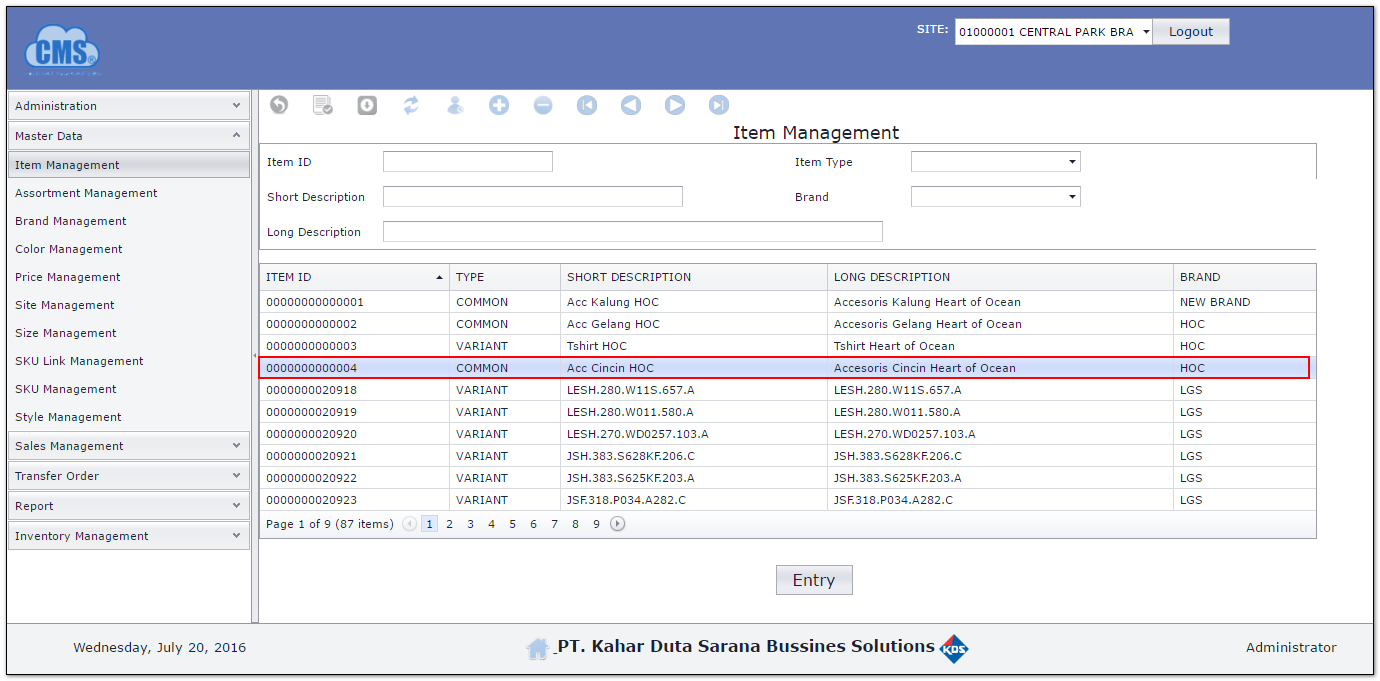 CMS®
SITE: 01000001 CENTRAL PARK BRA Logout
Administration
Master Data
Item Management
Assortment Management
Brand Management
Color Management
Price Management
Site Management
Size Management
SKU Link Management
SKU Management
Style Management
Sales Management
Transfer Order
Report
Inventory Management
Item Management
Item ID Item Type
Short Description Brand
Long Description
ITEM ID TYPE SHORT DESCRIPTION LONG DESCRIPTION BRAND
00000000000001 COMMON Acc Kalung HOC Accesoris Kalung Heart of Ocean NEW BRAND
0000000000002 COMMON Acc Gelang HOC Accesoris Gelang Heart of Ocean HOC
0000000000003 VARIANT Tshirt HOC Tshirt Heart of Ocean HOC
0000000000004 COMMON Acc Cincin HOC Accesoris Cincin Heart of Ocean HOC
0000000020918 VARIANT LESH.280.W11S.657.A LESH.280.W11S.657.A LGS
0000000020919 VARIANT LESH.280.W011.580.A LESH.280.W011.580.A LGS
0000000020920 VARIANT LESH.270.WD0257.103.A LESH.270.WD0257.103.A LGS
0000000020921 VARIANT JSH.383.S628KF.206.C JSH.383.S628KF.206.C LGS
0000000020922 VARIANT JSH.383.S625KF.203.A JSH.383.S625KF.203.A LGS
0000000020923 VARIANT JSF.318.P034.A282.C JSF.318.P034.A282.C LGS
Page 1 of 9 (87 items) 1 2 3 4 5 6 7 8 9
Entry
Wednesday, July 20, 2016 PT. Kahar Duta Sarana Bussines Solutions KDS Administrator